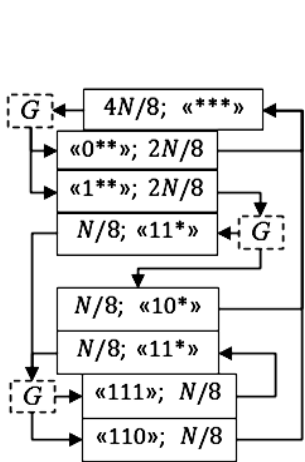 G 4N/8; «***»
«0**»; 2N/8
«1**»; 2N/8
N/8; «11*» G
N/8; «10*»
N/8; «11*»
G «111»; N/8
«110»; N/8